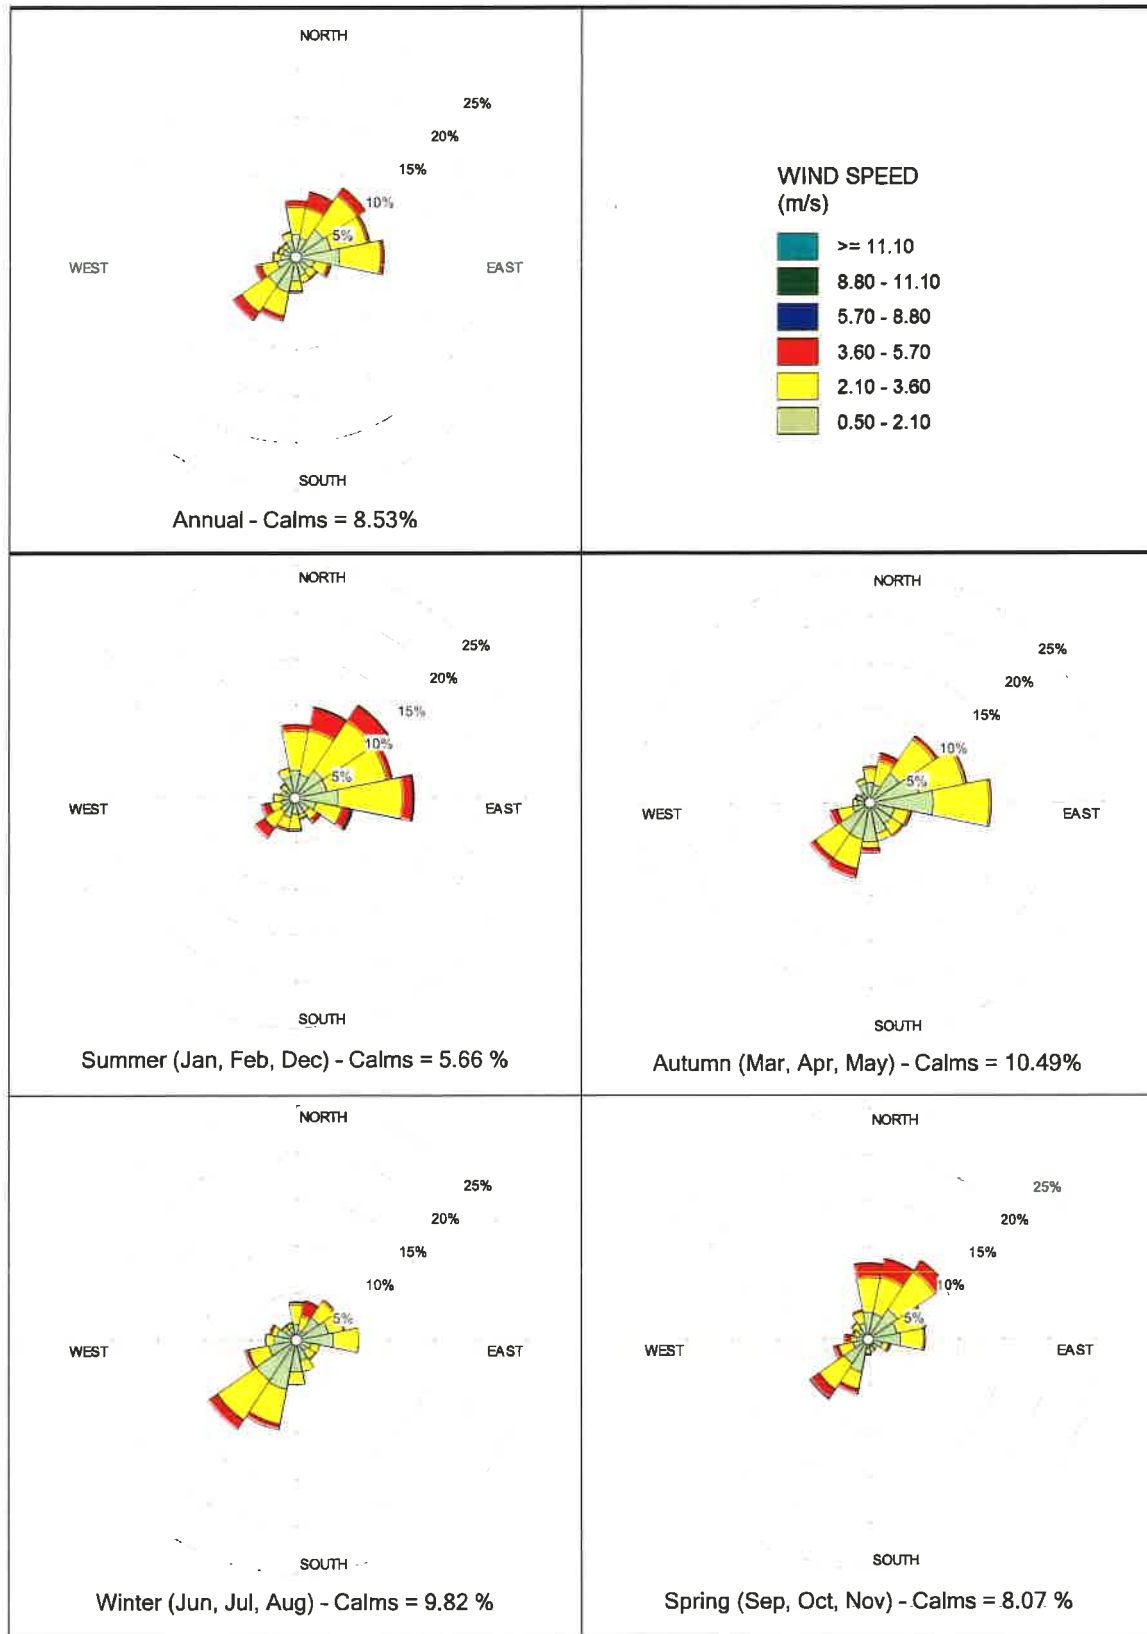 NORTH
25%
20%
15%
10%
5%
WEST
EAST
SOUTH
Annual - Calms = 8.53%
WIND SPEED
(m/s)
>= 11.10
8.80 - 11.10
5.70 - 8.80
3.60 - 5.70
2.10 - 3.60
0.50 - 2.10
NORTH
25%
20%
15%
10%
5%
WEST
EAST
SOUTH
Summer (Jan, Feb, Dec) - Calms = 5.66 %
NORTH
25%
20%
15%
10%
5%
WEST
EAST
SOUTH
Autumn (Mar, Apr, May) - Calms = 10.49%
NORTH
25%
20%
15%
10%
5%
WEST
EAST
SOUTH
Winter (Jun, Jul, Aug) - Calms = 9.82 %
NORTH
25%
20%
15%
10%
5%
WEST
EAST
SOUTH
Spring (Sep, Oct, Nov) - Calms = 8.07 %